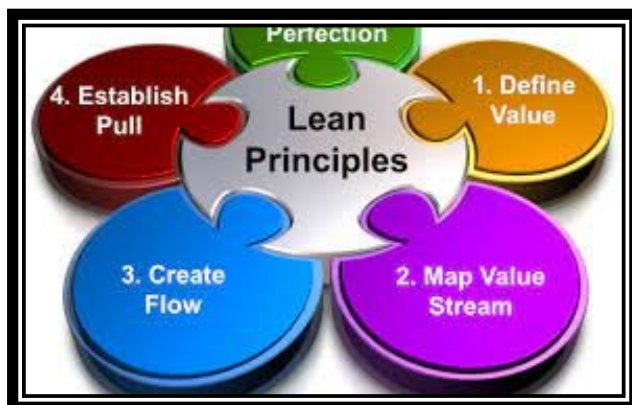 Perfection
4. Establish
Pull
1. Define
Value
Lean
Principles
3. Create
Flow
2. Map Value
Stream